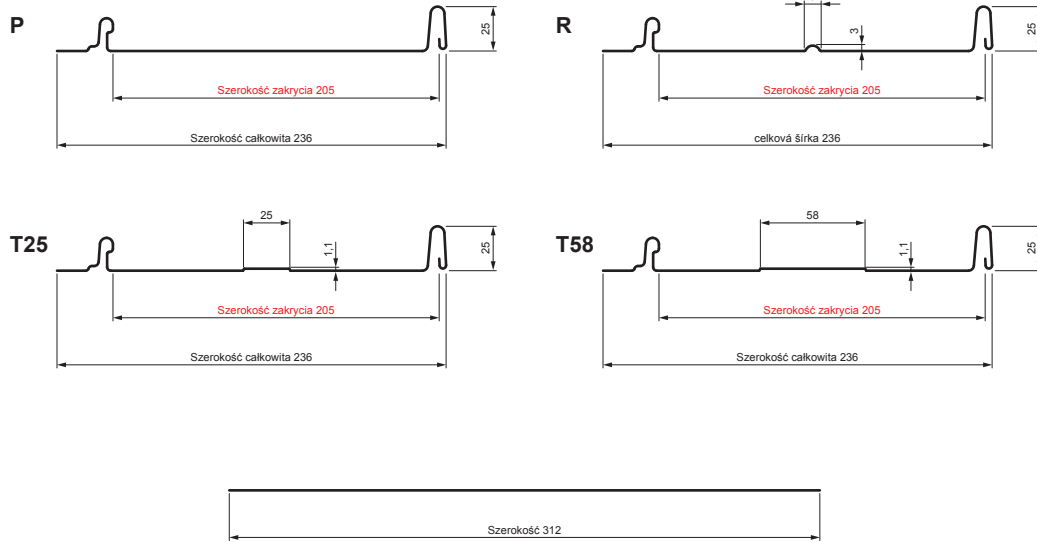 P
25
Szerokość zakrycia 205
Szerokość całkowita 236
R
3
25
Szerokość zakrycia 205
celková šírka 236
T25
25
1,1
25
Szerokość zakrycia 205
Szerokość całkowita 236
T58
58
1,1
25
Szerokość zakrycia 205
Szerokość całkowita 236
Szerokość 312